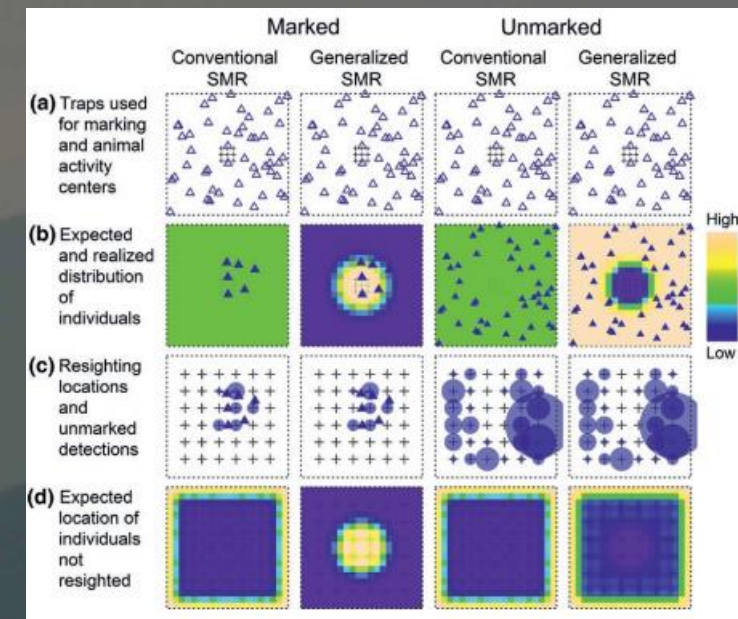 Marked Unmarked
Conventional Generalized Conventional Generalized
SMR SMR SMR SMR
(a) Traps used
for marking
and animal
activity
centers
(b) Expected
and realized
distribution
of
individuals
High
Low
(c) Resighting
locations
and
unmarked
detections
(d) Expected
location of
individuals
not
resighted